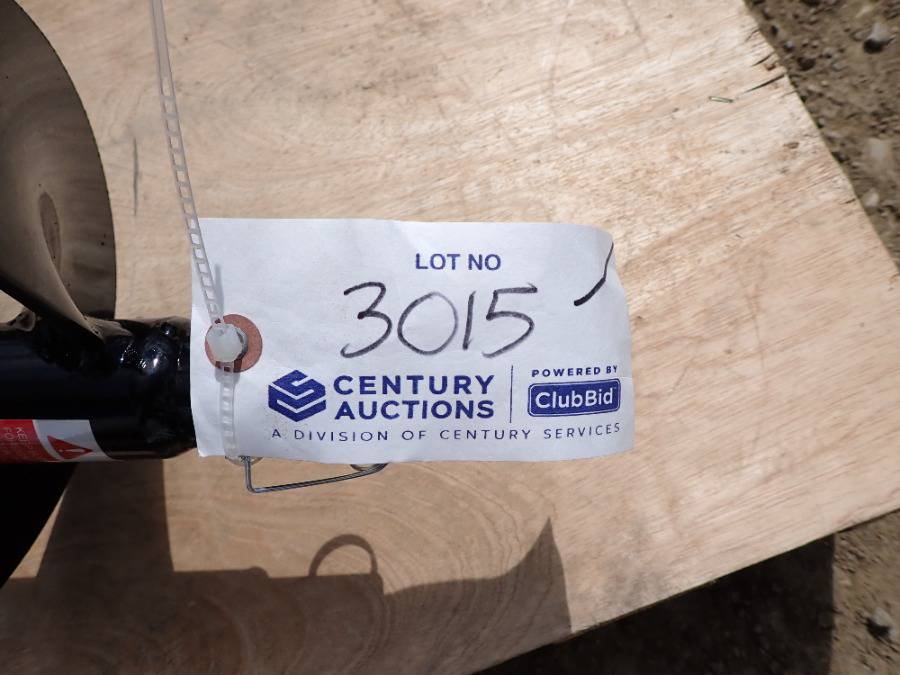 LOT NO
3015
CENTURY
AUCTIONS
POWERED BY
ClubBid
A DIVISION OF CENTURY SERVICES